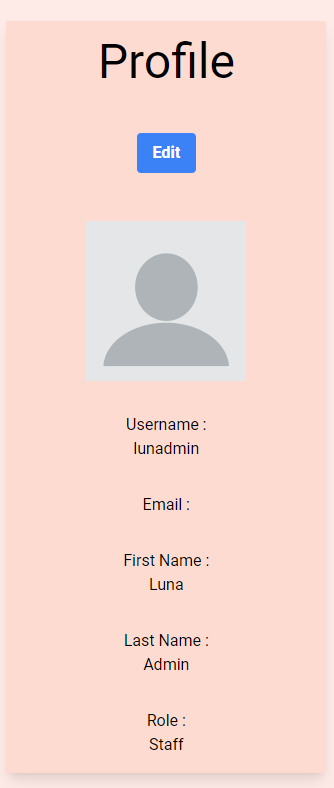 Profile
Edit
Username :
lunadmin
Email :
First Name :
Luna
Last Name :
Admin
Role :
Staff